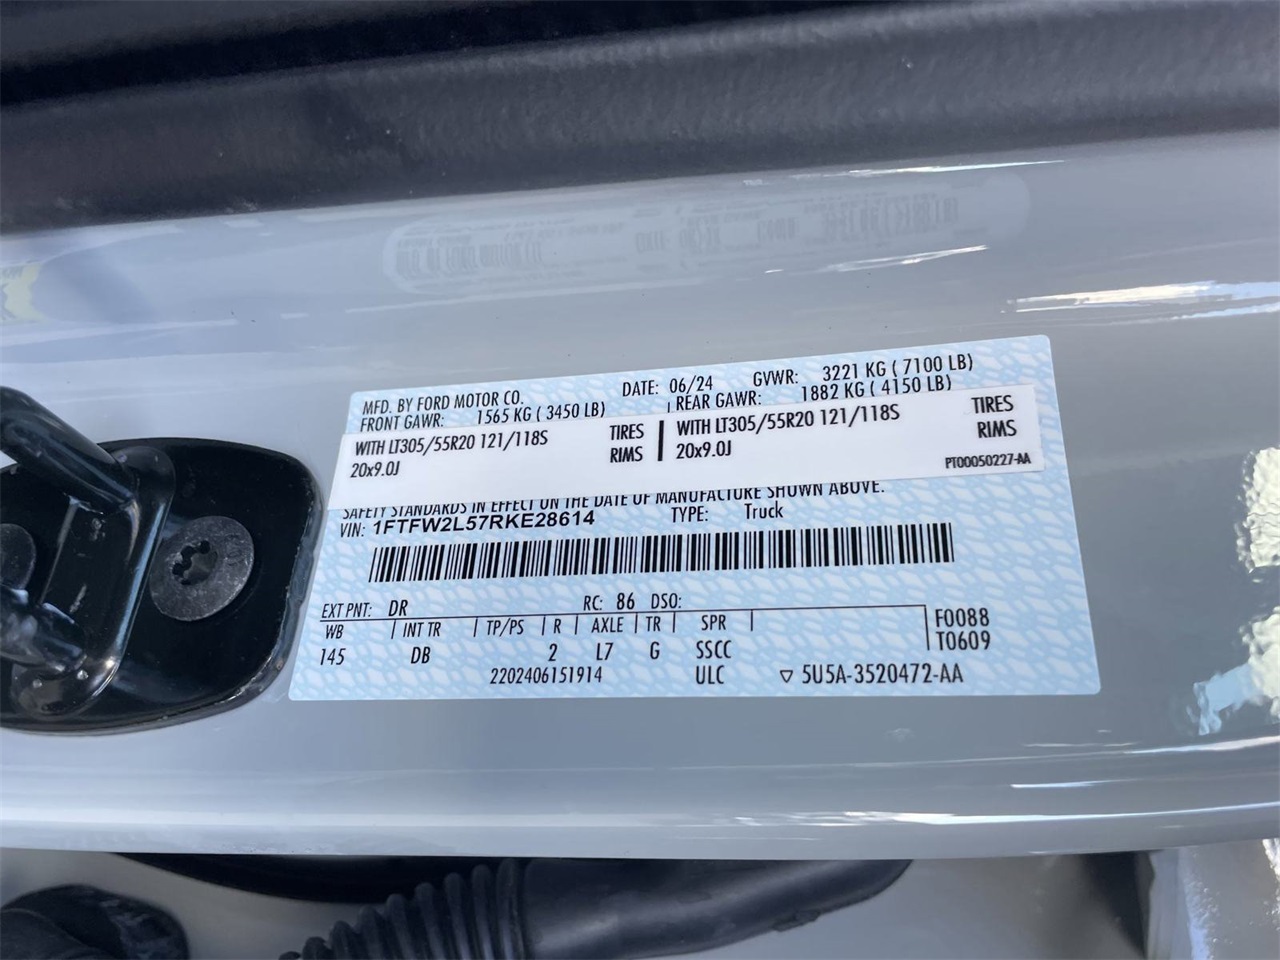 MFD. BY FORD MOTOR CO. DATE: 06/24 GVWR: 3221 KG ( 7100 LB)
FRONT GAWR: 1565 KG ( 3450 LB) REAR GAWR: 1882 KG ( 4150 LB)
WITH LT305/55R20 121/118S TIRES WITH LT305/55R20 121/118S TIRES
20x9.0J RIMS 20x9.0J RIMS
PT00050227-AA
SAFETY STANDARDS IN EFFECT ON THE DATE OF MANUFACTURE SHOWN ABOVE.
VIN: 1FTFW2L57RKE28614 TYPE: Truck
EXT PNT: DR RC: 86 DSO:
WB INT TR TP/PS R AXLE TR SPR F0088
145 DB 2 L7 G SSCC T0609
2202406151914 ULC ▽ 5U5A-3520472-AA